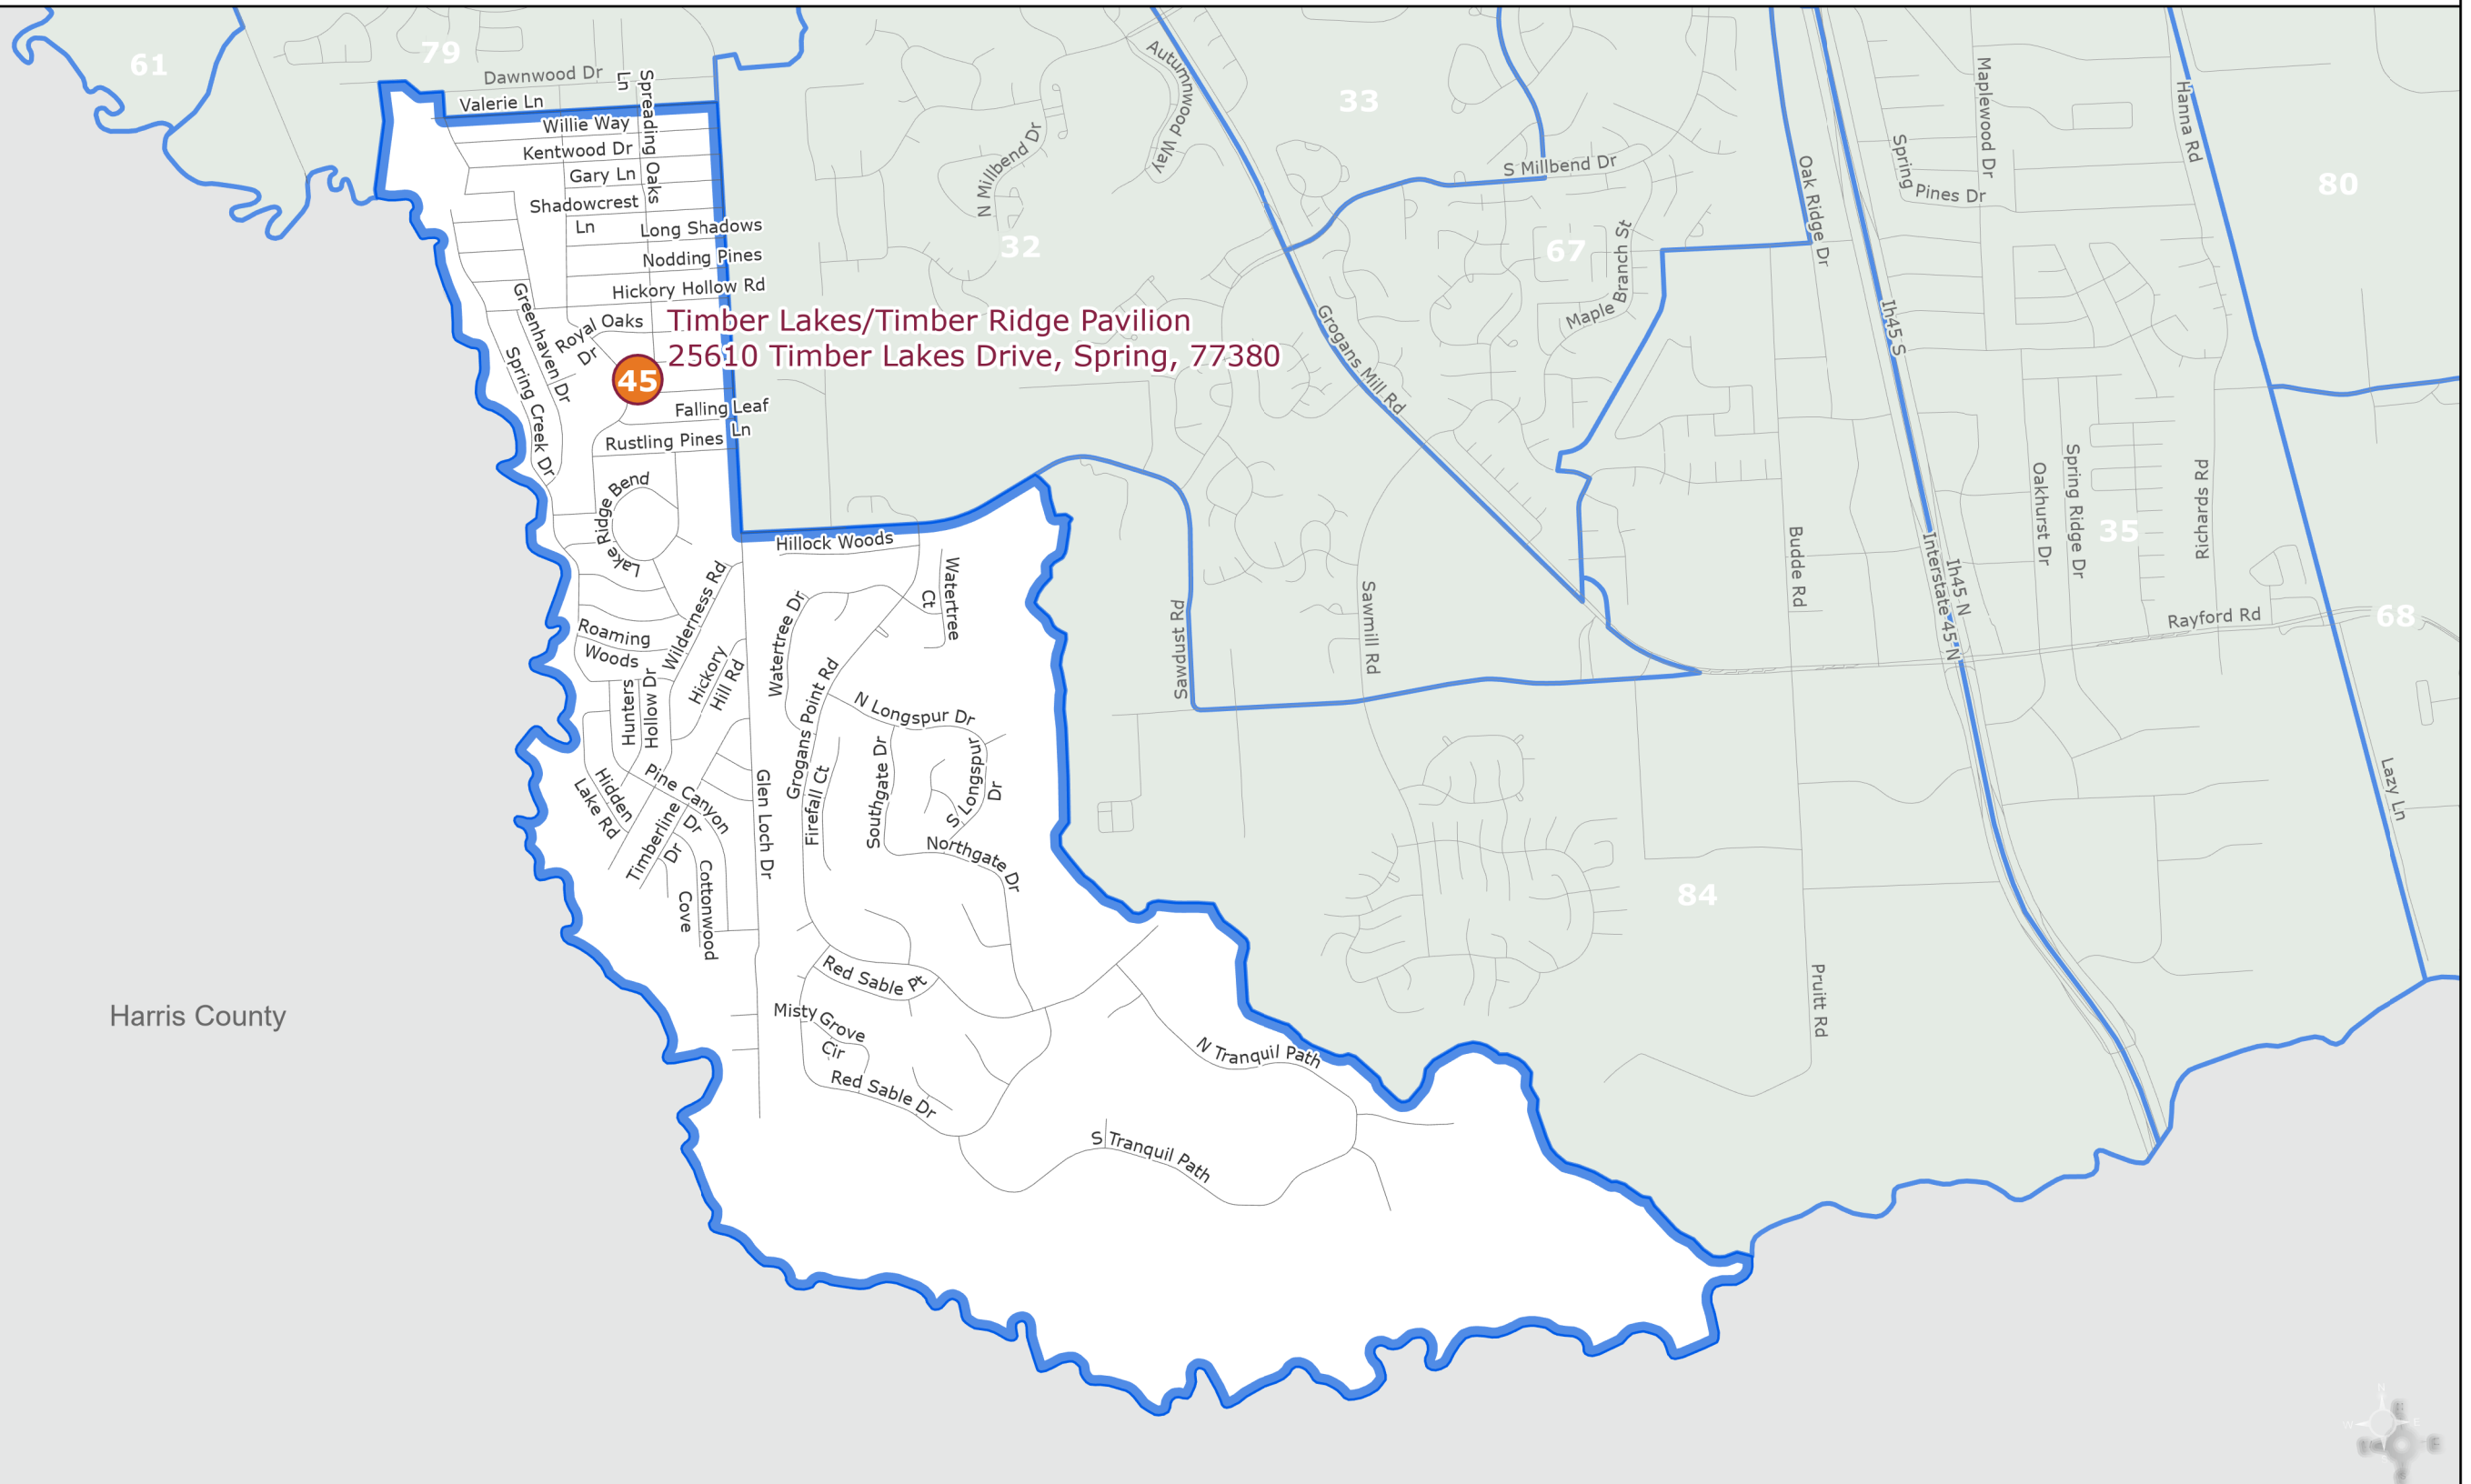 61
79
Dawnwood Dr
Ln
Spreading Oaks
Valerie Ln
Willie Way
Kentwood Dr
Gary Ln
Shadowcrest
Ln
Long Shadows
Nodding Pines
Hickory Hollow Rd
Greenhaven Dr
Royal Oaks
Dr
Spring Creek Dr
Timber Lakes/Timber Ridge Pavilion
25610 Timber Lakes Drive, Spring, 77380
45
Falling Leaf
Ln
Rustling Pines
Lake Ridge Bend
Hillock Woods
Watertree
Ct
Watertree Dr
Wilderness Rd
Roaming
Woods
Hickory
Hill Rd
Hunters
Hollow Dr
Grogans Point Rd
N Longspur Dr
S Longspur
Dr
Southgate Dr
Firefall Ct
Glen Loch Dr
Hidden
Lake Rd
Pine Canyon
Dr
Timberline
Dr
Northgate Dr
Cottonwood
Cove
Red Sable Pt
Misty Grove
Cir
Red Sable Dr
N Tranquil Path
S Tranquil Path
Harris County
Autumnwood Way
N Millbend Dr
32
33
S Millbend Dr
67
Maple Branch St
Grogans Mill Rd
Oak Ridge Dr
Spring
Pines Dr
Maplewood Dr
Hanna Rd
80
Ih45 S
Sawdust Rd
Sawmill Rd
Budde Rd
Interstate 45 N
Ih45 N
Oakhurst Dr
Spring Ridge Dr
35
Richards Rd
Rayford Rd
68
Lazy Ln
84
Pruitt Rd
N
W
E